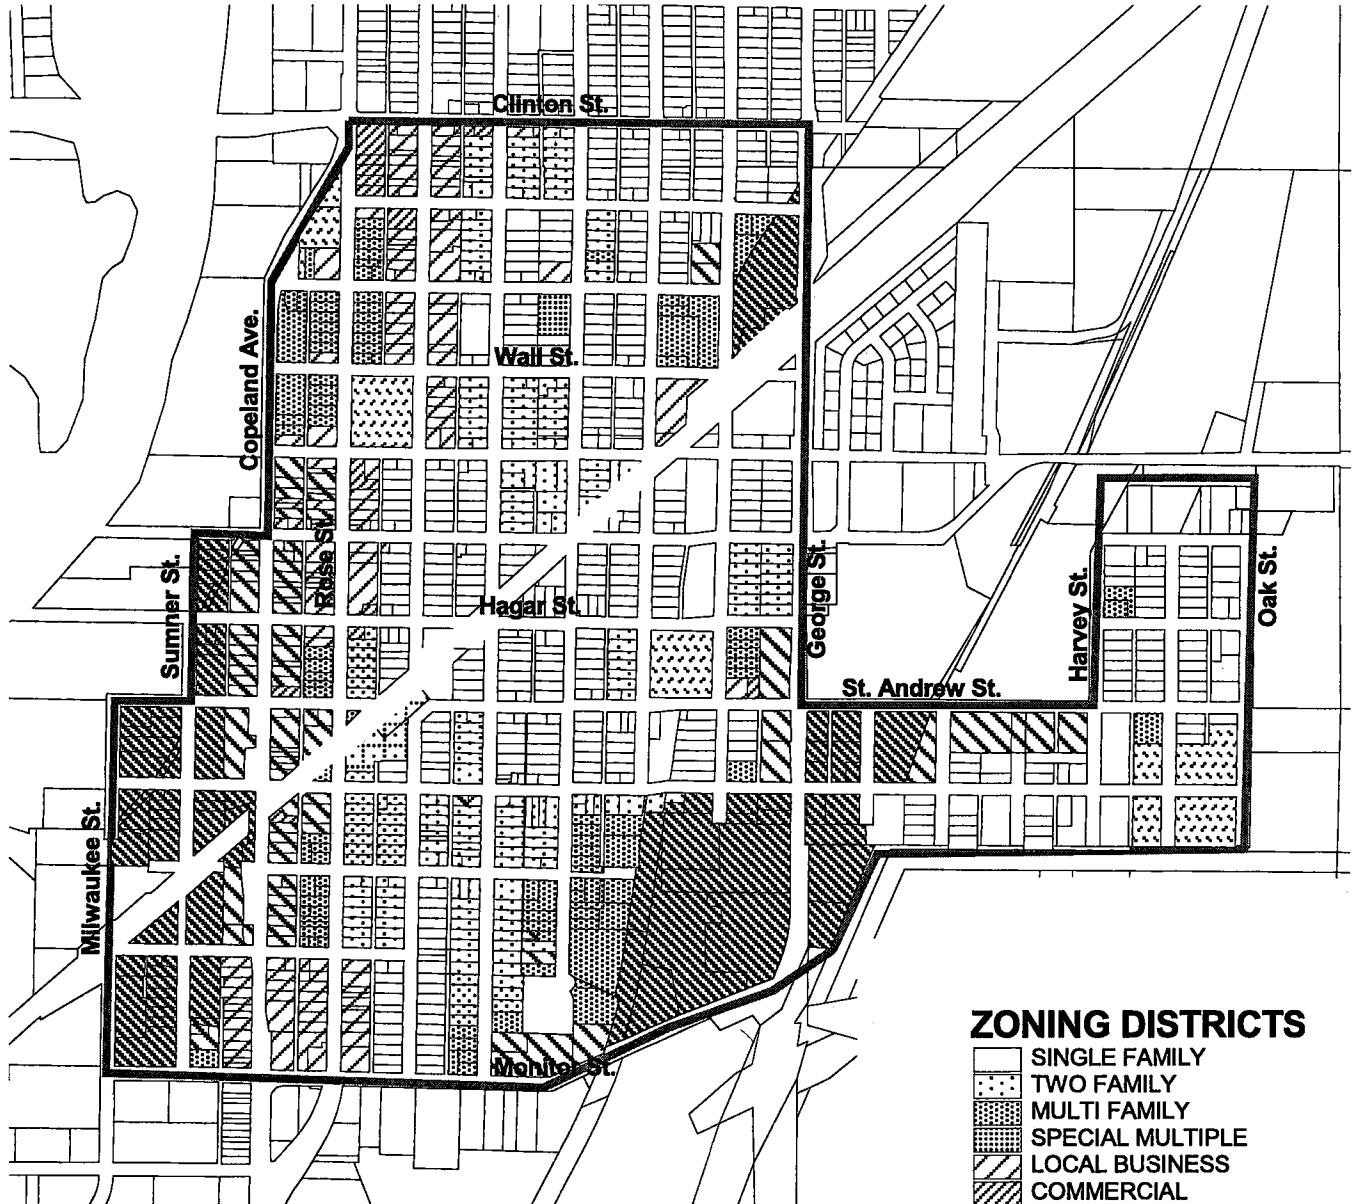 Clinton St.
Wall St.
Copeland Ave.
Rose St.
Sumner St.
Hagar St.
George St.
Harvey St.
Oak St.
St. Andrew St.
Milwaukee St.
Monitor St.
ZONING DISTRICTS
SINGLE FAMILY
TWO FAMILY
MULTI FAMILY
SPECIAL MULTIPLE
LOCAL BUSINESS
COMMERCIAL